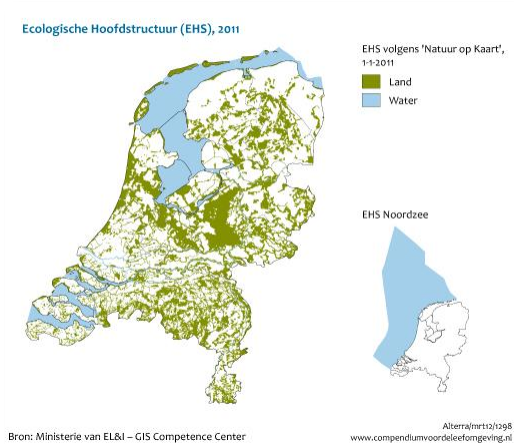 Ecologische Hoofdstructuur (EHS), 2011
EHS volgens 'Natuur op Kaart',
1-1-2011
Land
Water
EHS Noordzee
Alterra/mrt12/1298
Bron: Ministerie van EL&I – GIS Competence Center
www.compendiumvoordeleefomgeving.nl